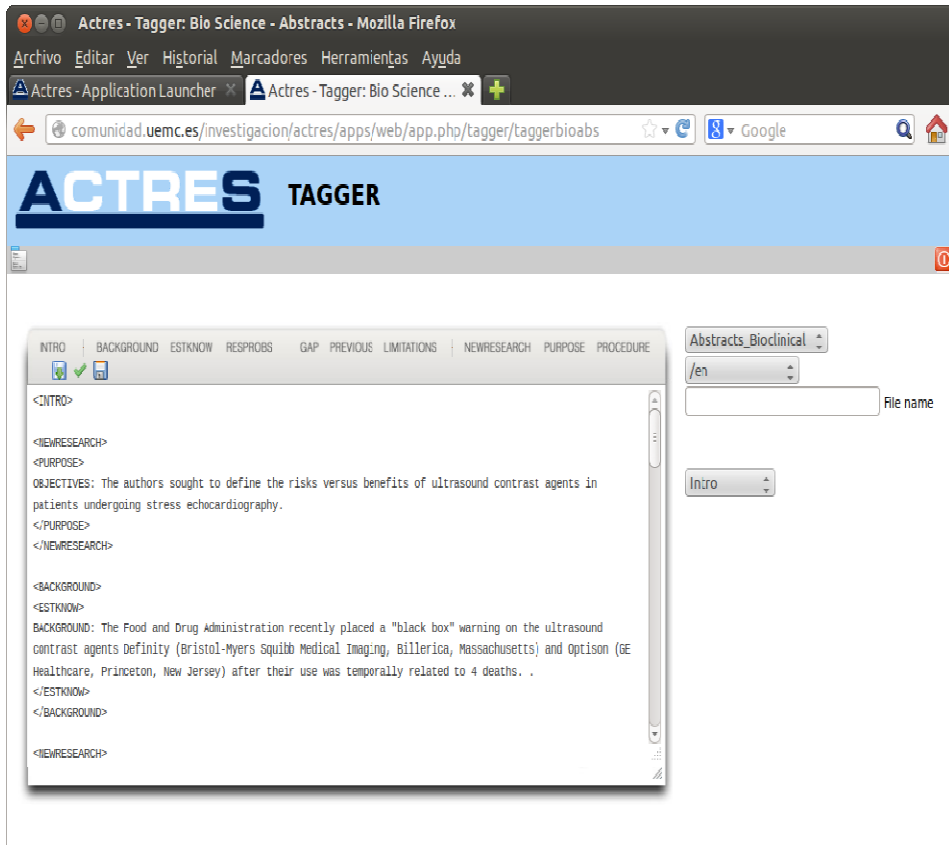 Actres - Tagger: Bio Science - Abstracts - Mozilla Firefox
Archivo Editar Ver Historial Marcadores Herramientas Ayuda
Actres - Application Launcher Actres - Tagger: Bio Science ...
comunidad.uemc.es/investigacion/actres/apps/web/app.php/tagger/taggerbioabs Google
ACTRES TAGGER
INTRO BACKGROUND ESTKNOW RESPROBS GAP PREVIOUS LIMITATIONS NEWRESEARCH PURPOSE PROCEDURE
Abstracts_Bioclinical
/en
File name
Intro
<INTRO>
<NEWRESEARCH>
<PURPOSE>
OBJECTIVES: The authors sought to define the risks versus benefits of ultrasound contrast agents in
patients undergoing stress echocardiography.
</PURPOSE>
</NEWRESEARCH>
<BACKGROUND>
<ESTKNOW>
BACKGROUND: The Food and Drug Administration recently placed a "black box" warning on the ultrasound
contrast agents Definity (Bristol-Myers Squibb Medical Imaging, Billerica, Massachusetts) and Optison (GE
Healthcare, Princeton, New Jersey) after their use was temporally related to 4 deaths. .
</ESTKNOW>
</BACKGROUND>
<NEWRESEARCH>